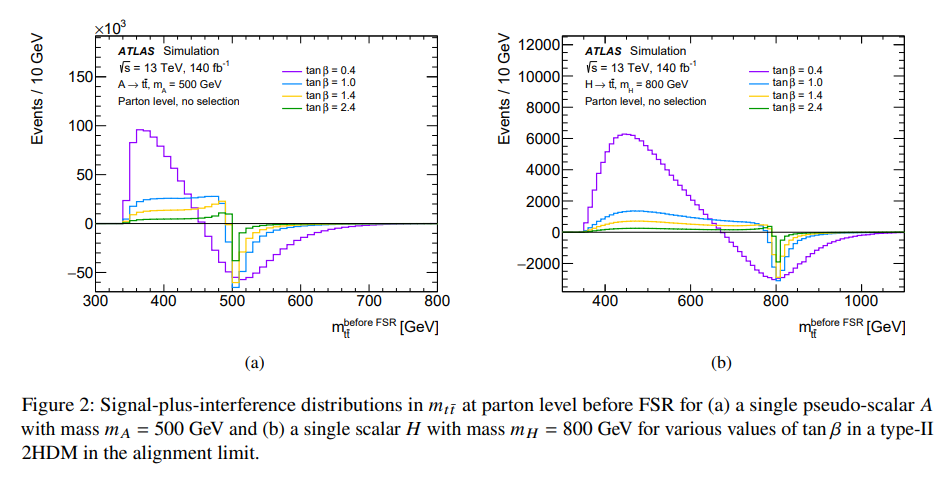 ×10³
Events / 10 GeV
ATLAS Simulation
√s = 13 TeV, 140 fb⁻¹
A → tt̄, m_A = 500 GeV
Parton level, no selection
tan β = 0.4
tan β = 1.0
tan β = 1.4
tan β = 2.4
150
100
50
0
−50
300 400 500 600 700 800
m_tt̄^before FSR [GeV]
(a)
Events / 10 GeV
ATLAS Simulation
√s = 13 TeV, 140 fb⁻¹
H → tt̄, m_H = 800 GeV
Parton level, no selection
tan β = 0.4
tan β = 1.0
tan β = 1.4
tan β = 2.4
12000
10000
8000
6000
4000
2000
0
−2000
400 600 800 1000
m_tt̄^before FSR [GeV]
(b)
Figure 2: Signal-plus-interference distributions in m_tt̄ at parton level before FSR for (a) a single pseudo-scalar A
with mass m_A = 500 GeV and (b) a single scalar H with mass m_H = 800 GeV for various values of tan β in a type-II
2HDM in the alignment limit.